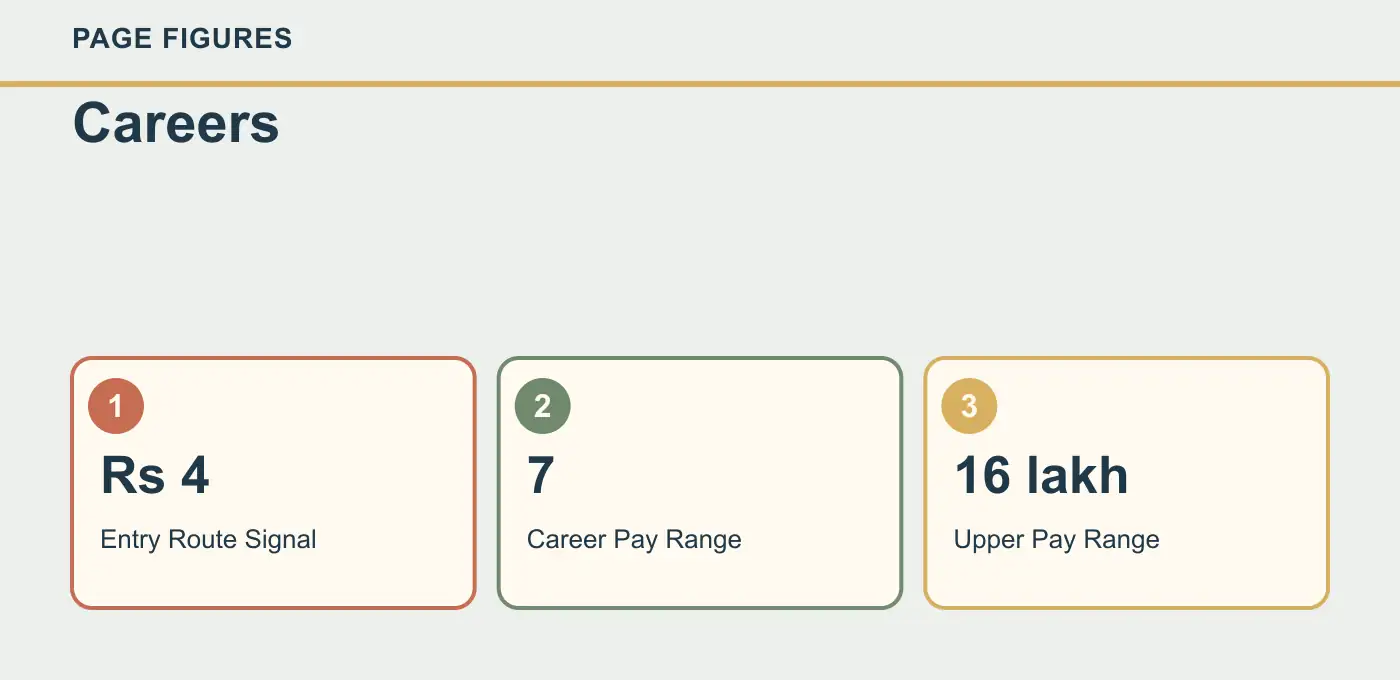 PAGE FIGURES
Careers
1
Rs 4
Entry Route Signal
2
7
Career Pay Range
3
16 lakh
Upper Pay Range